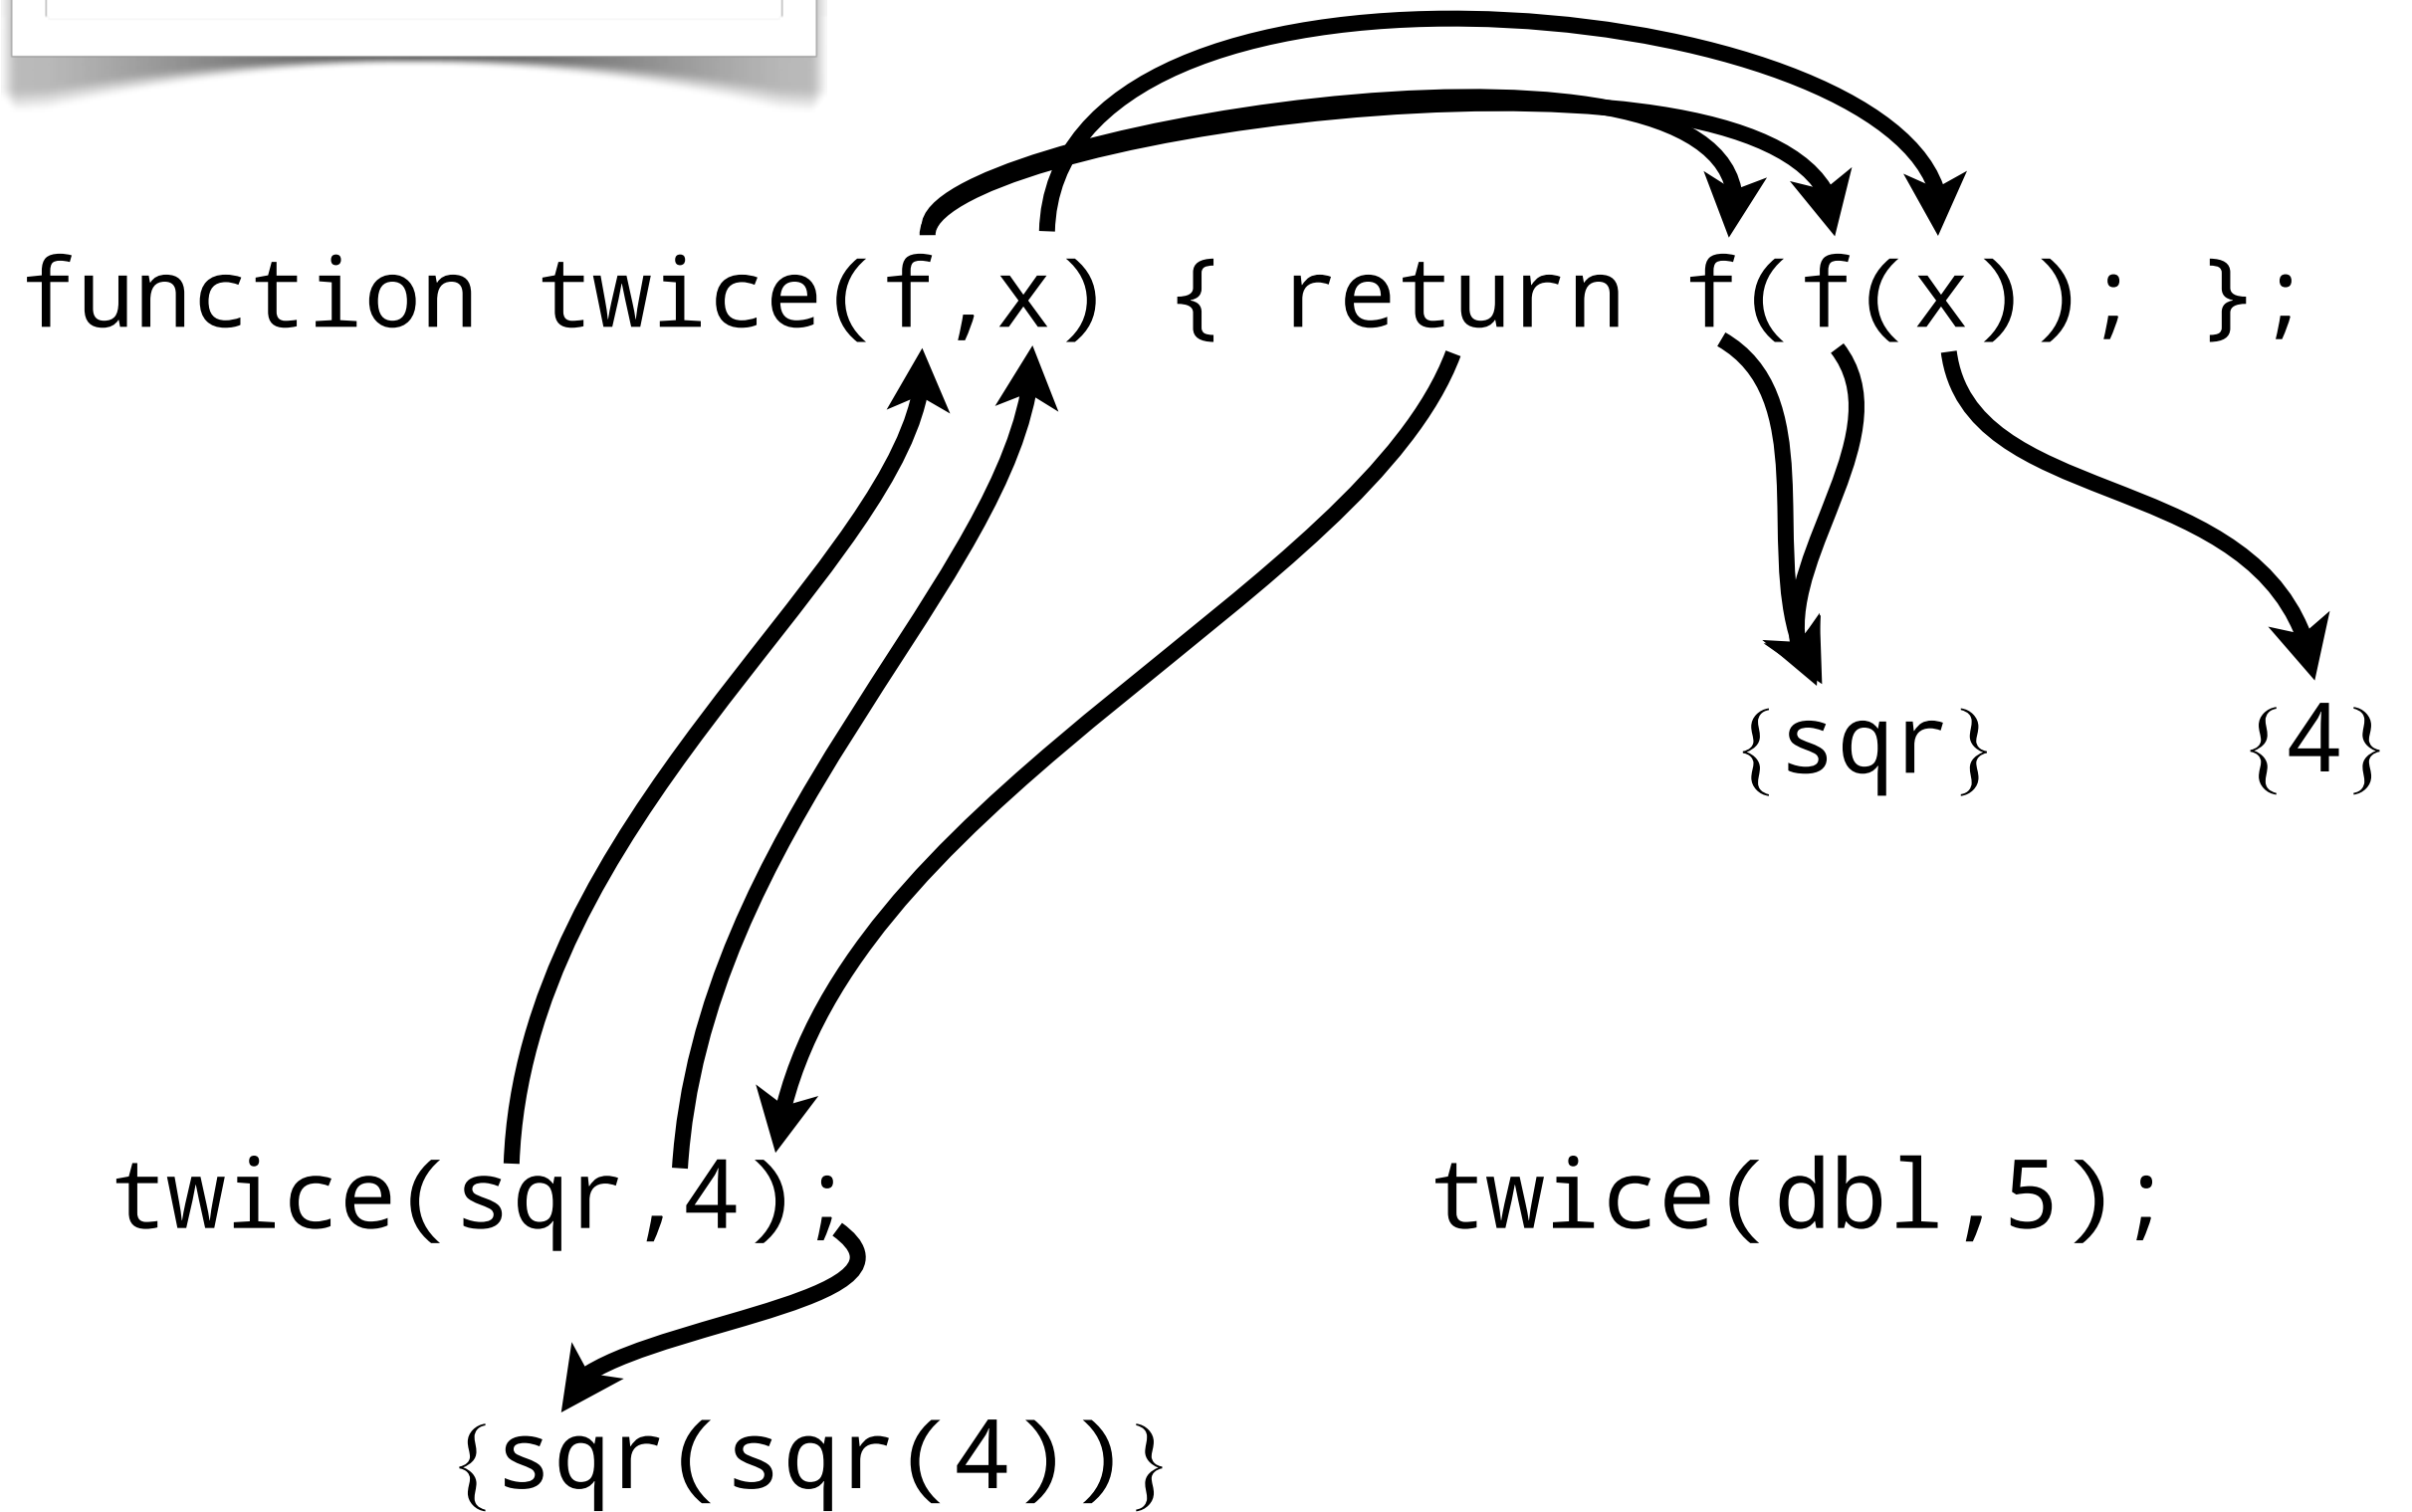 function twice(f,x) { return f(f(x)); };
{sqr} {4}
twice(sqr,4); twice(dbl,5);
{sqr(sqr(4))}